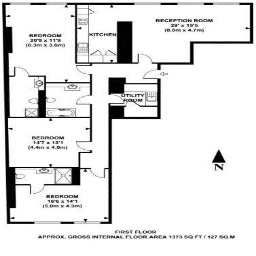 RECEPTION ROOM
29' x 15'5
(8.0m x 4.7m)
BEDROOM
20'8 x 11'9
(6.3m x 3.6m)
KITCHEN
UTILITY
ROOM
BEDROOM
14'7 x 13'1
(4.4m x 4.0m)
N
BEDROOM
16'6 x 14'1
(5.0m x 4.3m)
FIRST FLOOR
APPROX. GROSS INTERNAL FLOOR AREA 1373 SQ FT / 127 SQ M